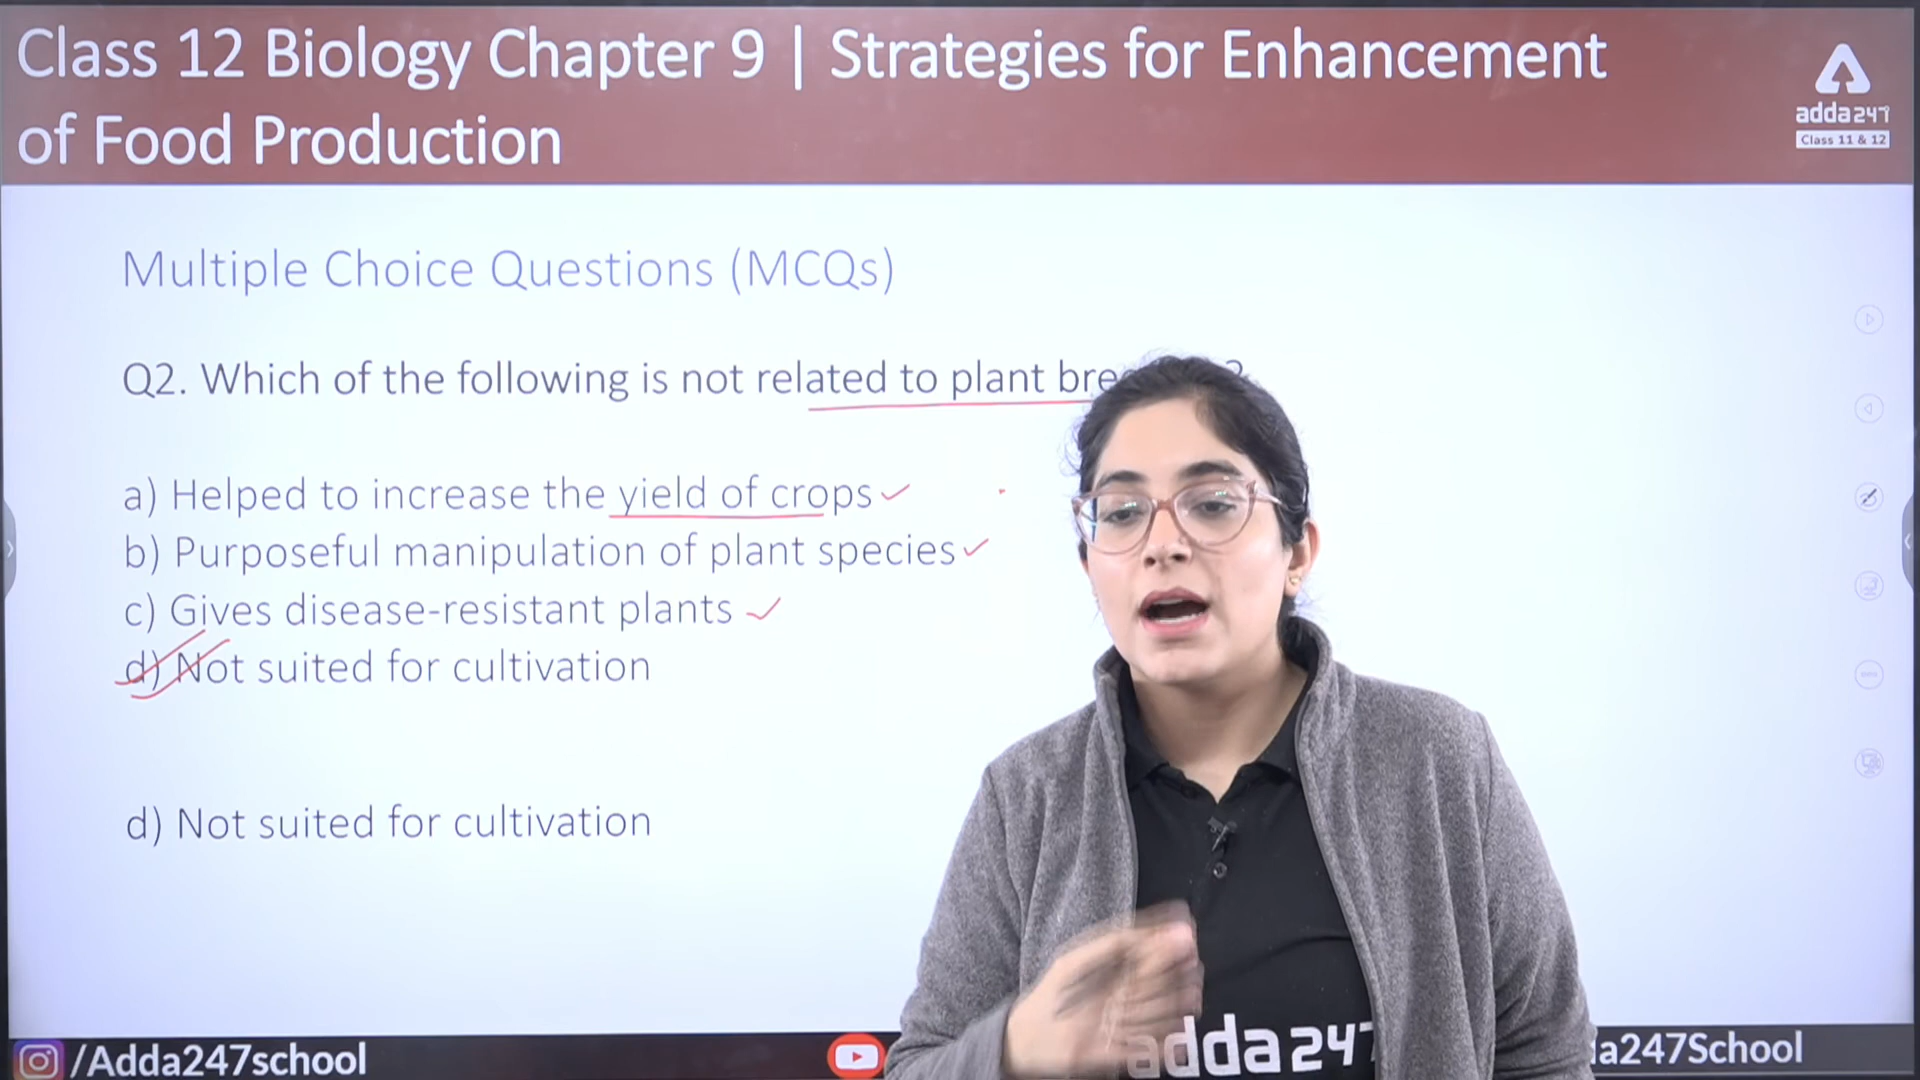 Class 12 Biology Chapter 9 | Strategies for Enhancement
of Food Production
adda247
Class 11 & 12
Multiple Choice Questions (MCQs)
Q2. Which of the following is not related to plant
a) Helped to increase the yield of crops
b) Purposeful manipulation of plant species
c) Gives disease-resistant plants
d) Not suited for cultivation
d) Not suited for cultivation
adda247
/Adda247school
a247School